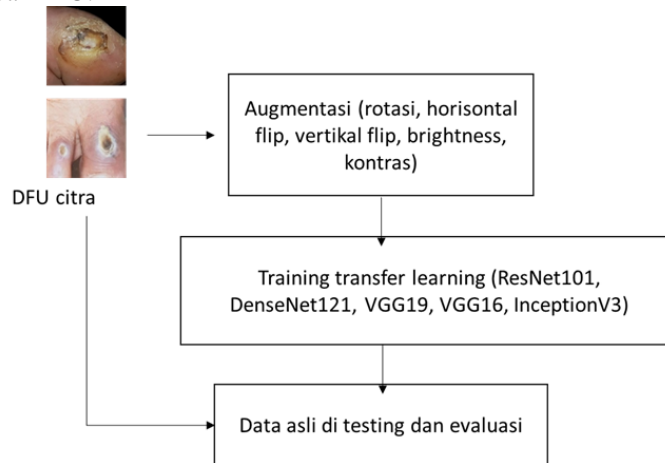 Augmentasi (rotasi, horisontal
flip, vertikal flip, brightness,
kontras)
DFU citra
Training transfer learning (ResNet101,
DenseNet121, VGG19, VGG16, InceptionV3)
Data asli di testing dan evaluasi